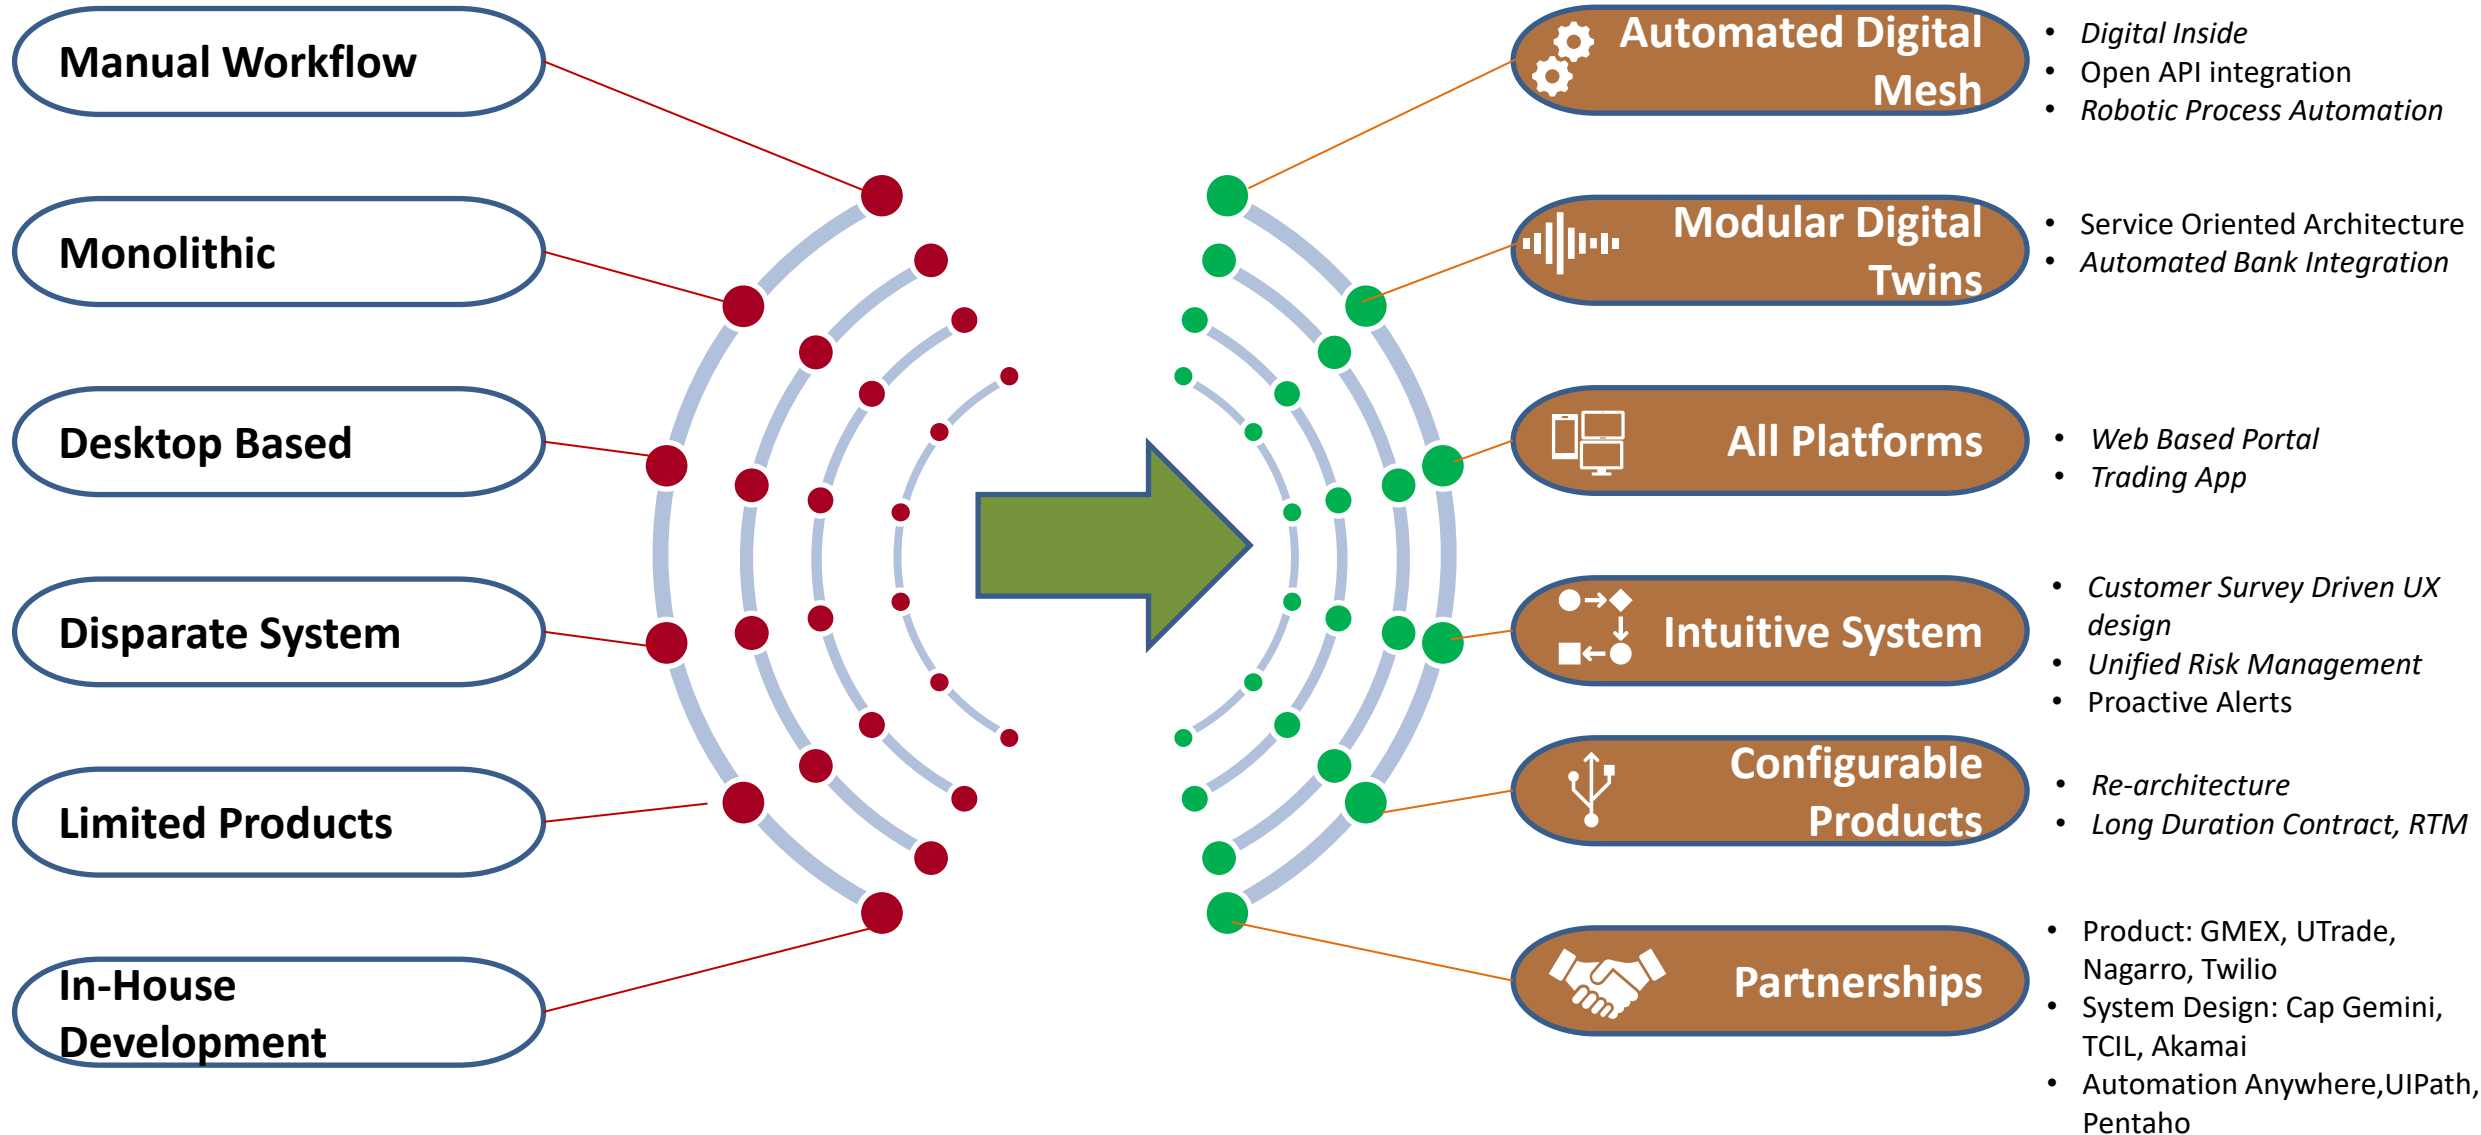 Manual Workflow
Monolithic
Desktop Based
Disparate System
Limited Products
In-House
Development
Automated Digital
Mesh
• Digital Inside
• Open API integration
• Robotic Process Automation
Modular Digital
Twins
• Service Oriented Architecture
• Automated Bank Integration
All Platforms
• Web Based Portal
• Trading App
Intuitive System
• Customer Survey Driven UX
design
• Unified Risk Management
• Proactive Alerts
Configurable
Products
• Re-architecture
• Long Duration Contract, RTM
Partnerships
• Product: GMEX, UTrade,
Nagarro, Twilio
• System Design: Cap Gemini,
TCIL, Akamai
• Automation Anywhere,UIPath,
Pentaho